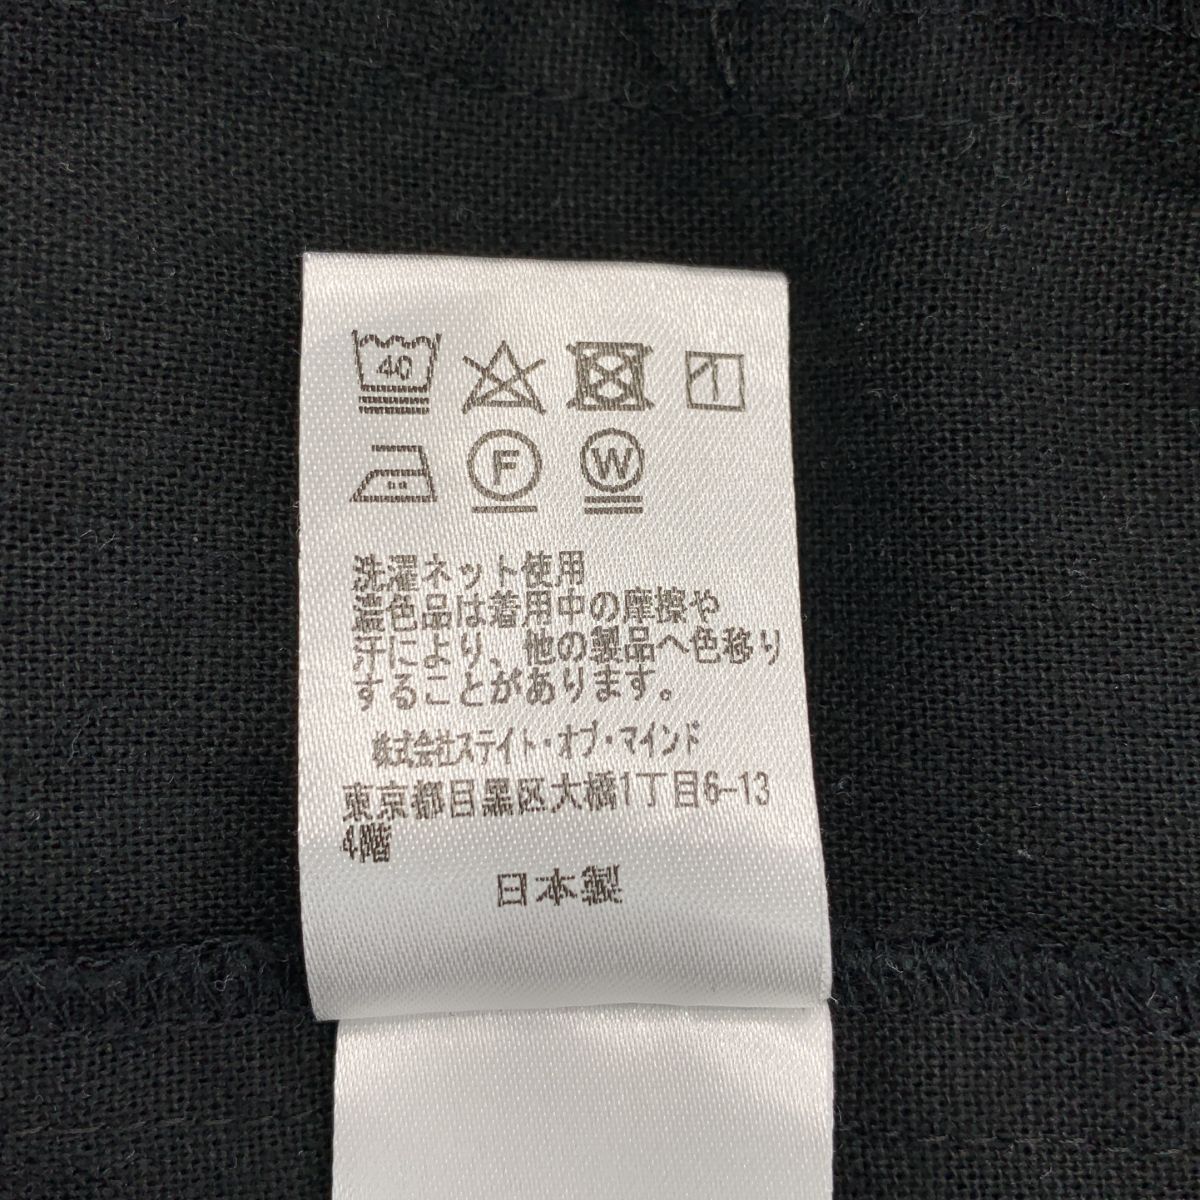 40
F W
洗濯ネット使用
濃色品は着用中の摩擦や
汗により、他の製品へ色移り
することがあります。
株式会社ステイト・オブ・マインド
東京都目黒区大橋1丁目6-13
4階
日本製